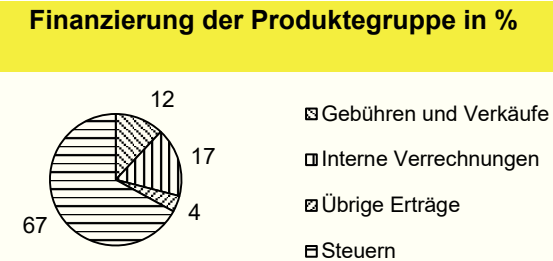 Finanzierung der Produktegruppe in %
12
17
4
67
Gebühren und Verkäufe
Interne Verrechnungen
Übrige Erträge
Steuern